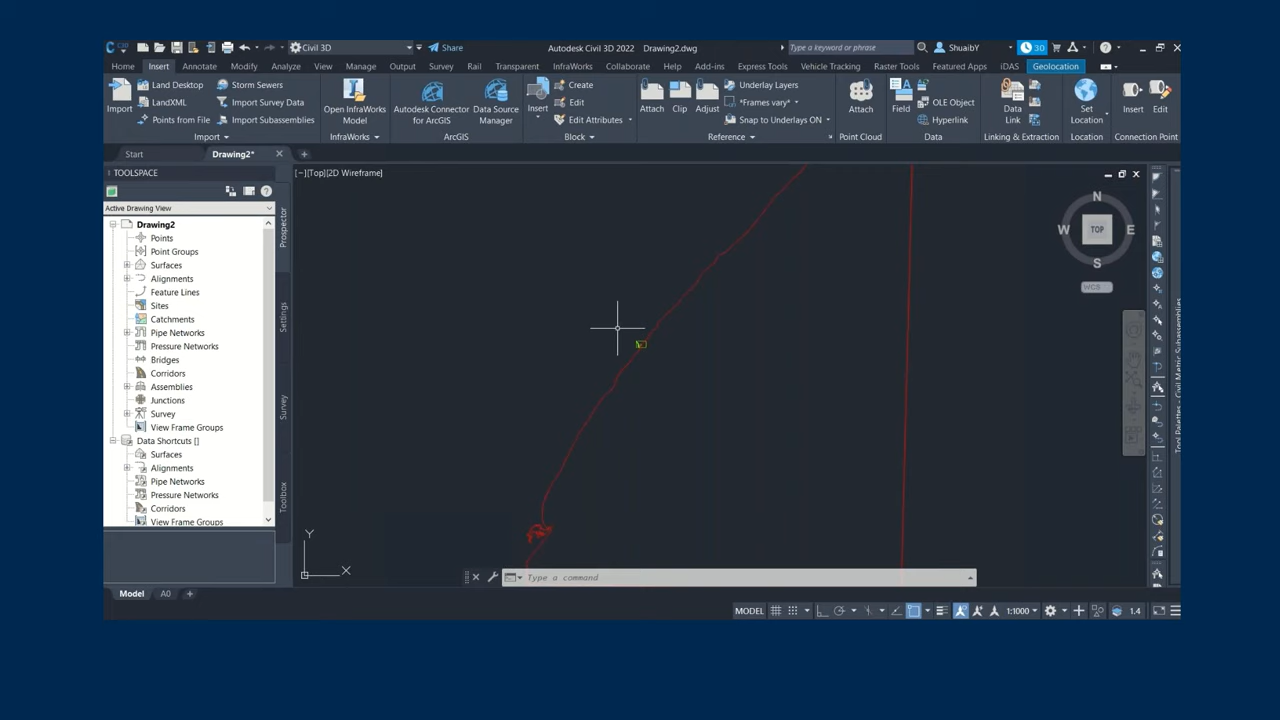 Civil 3D
Share
Autodesk Civil 3D 2022 Drawing2.dwg
Type a keyword or phrase
ShuaibY
30
Home Insert Annotate Modify Analyze View Manage Output Survey Rail Transparent InfraWorks Collaborate Help Add-ins Express Tools Vehicle Tracking Raster Tools Featured Apps iDAS Geolocation
Import
Land Desktop
LandXML
Points from File
Storm Sewers
Import Survey Data
Import Subassemblies
Import
Open InfraWorks
Model
InfraWorks
Autodesk Connector
for ArcGIS
Data Source
Manager
ArcGIS
Insert
Create
Edit
Edit Attributes
Block
Attach
Clip
Adjust
Underlay Layers
*Frames vary*
Snap to Underlays ON
Reference
Attach
Point Cloud
Field
OLE Object
Hyperlink
Data
Data
Link
Linking & Extraction
Set
Location
Location
Insert
Edit
Connection Point
Start
Drawing2*
TOOLSPACE
Active Drawing View
Drawing2
Points
Point Groups
Surfaces
Alignments
Feature Lines
Sites
Catchments
Pipe Networks
Pressure Networks
Bridges
Corridors
Assemblies
Junctions
Survey
View Frame Groups
Data Shortcuts []
Surfaces
Alignments
Pipe Networks
Pressure Networks
Corridors
View Frame Groups
Prospector
Settings
Survey
Toolbox
[−][Top][2D Wireframe]
N
W
TOP
E
S
WCS
Tool Palettes - Civil Metric Subassemblies
Y
X
Type a command
Model
A0
MODEL
1:1000
1.4